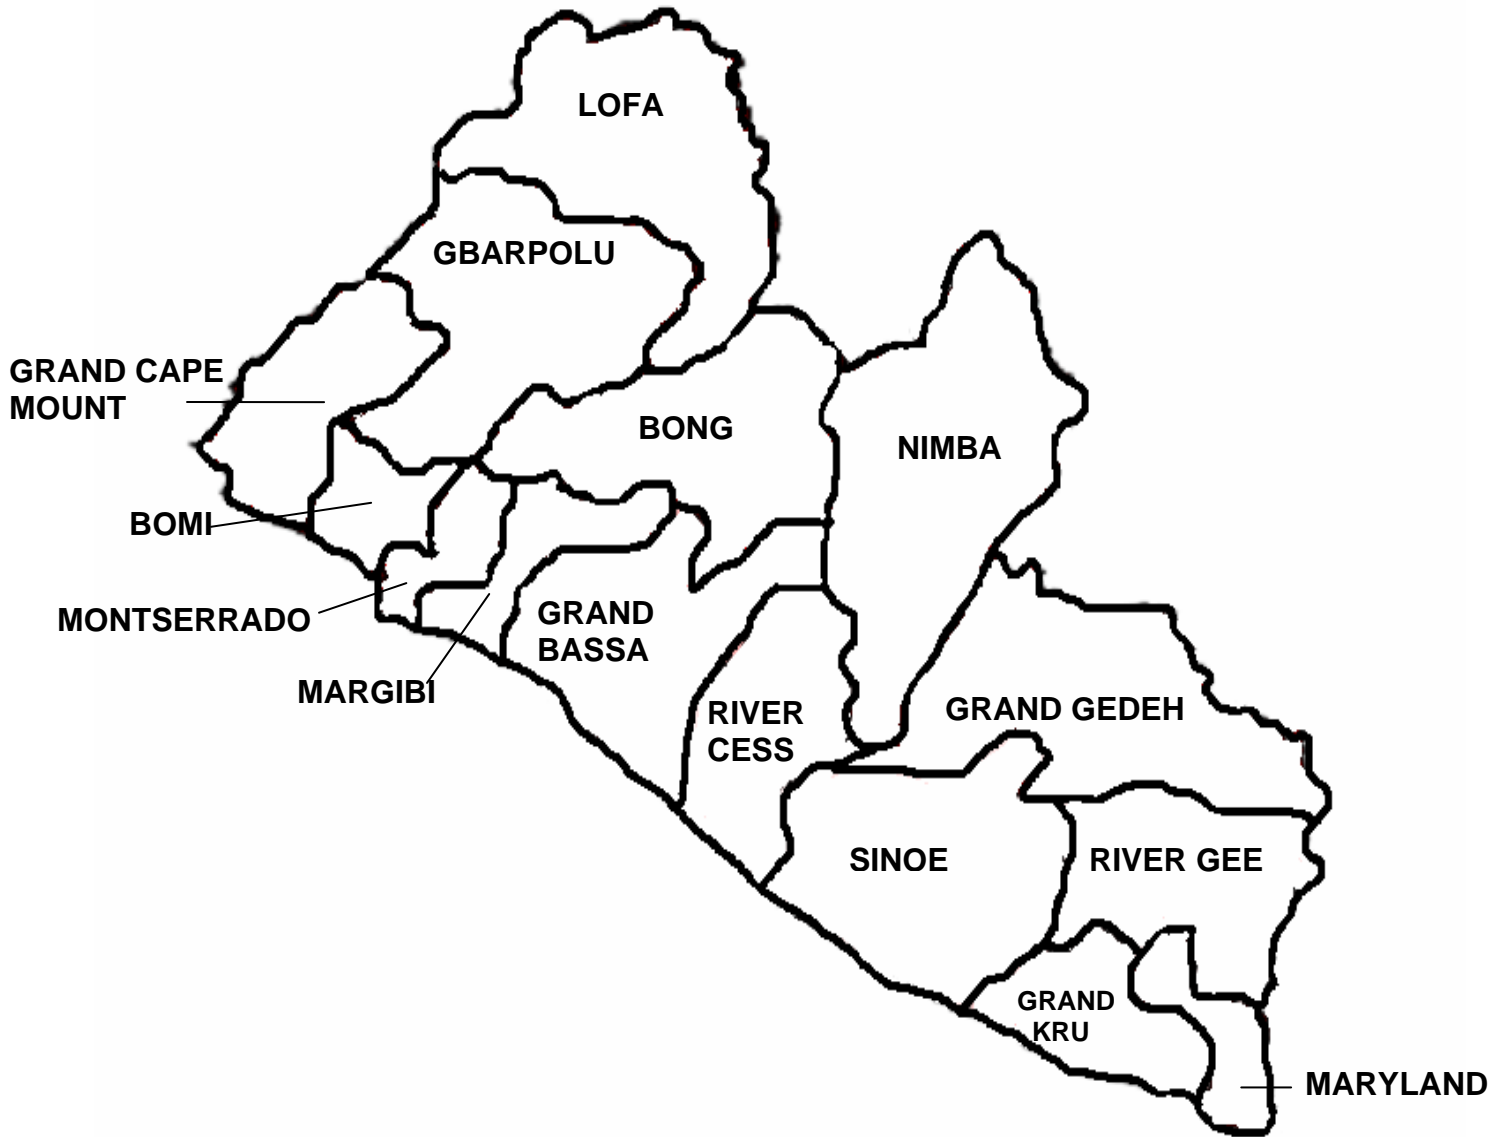 LOFA
GBARPOLU
GRAND CAPE
MOUNT
BONG
NIMBA
BOMI
MONTSERRADO
GRAND
BASSA
MARGIBI
RIVER
CESS
GRAND GEDEH
SINOE
RIVER GEE
GRAND
KRU
MARYLAND